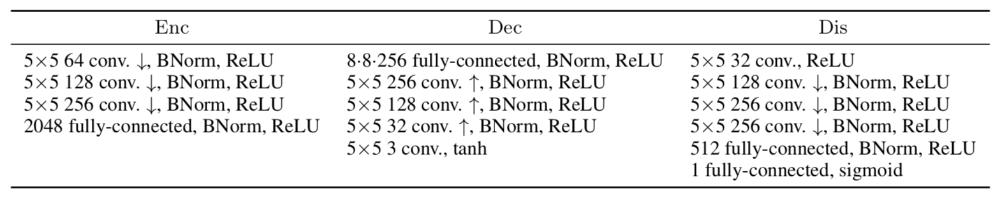 Enc Dec Dis
5×5 64 conv. ↓, BNorm, ReLU 8·8·256 fully-connected, BNorm, ReLU 5×5 32 conv., ReLU
5×5 128 conv. ↓, BNorm, ReLU 5×5 256 conv. ↑, BNorm, ReLU 5×5 128 conv. ↓, BNorm, ReLU
5×5 256 conv. ↓, BNorm, ReLU 5×5 128 conv. ↑, BNorm, ReLU 5×5 256 conv. ↓, BNorm, ReLU
2048 fully-connected, BNorm, ReLU 5×5 32 conv. ↑, BNorm, ReLU 5×5 256 conv. ↓, BNorm, ReLU
5×5 3 conv., tanh 512 fully-connected, BNorm, ReLU
1 fully-connected, sigmoid